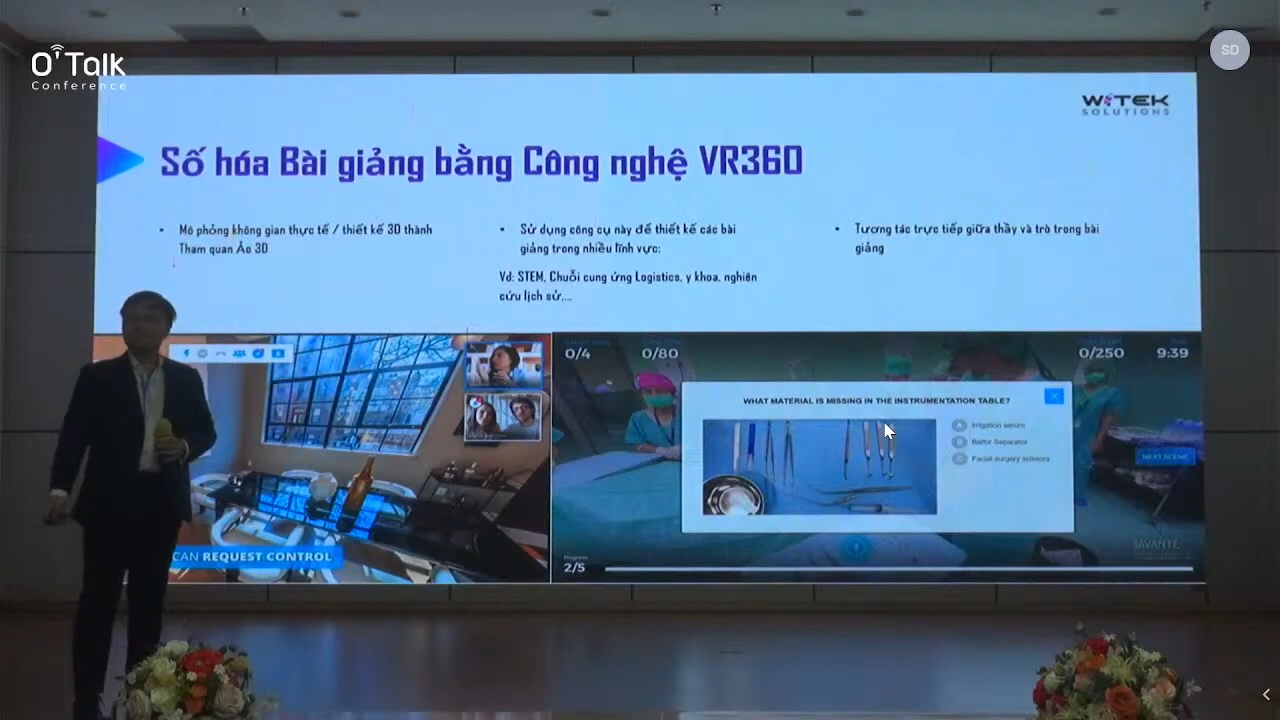 O'Talk
Conference
SD
WITEK
SOLUTIONS
Số hóa Bài giảng bằng Công nghệ VR360
• Mô phỏng không gian thực tế / thiết kế 3D thành
Tham quan Ảo 3D
• Sử dụng công cụ này để thiết kế các bài
giảng trong nhiều lĩnh vực:
Vd: STEM, Chuỗi cung ứng Logistics, y khoa, nghiên
cứu lịch sử,...
• Tương tác trực tiếp giữa thầy và trò trong bài
giảng
CAN REQUEST CONTROL
0/4
0/80
0/250
9:39
WHAT MATERIAL IS MISSING IN THE INSTRUMENTATION TABLE?
A Irrigation serum
B Balfor Separator
C Facial surgery scissors
NEXT SCENE
JAVANTE
Progress
2/5